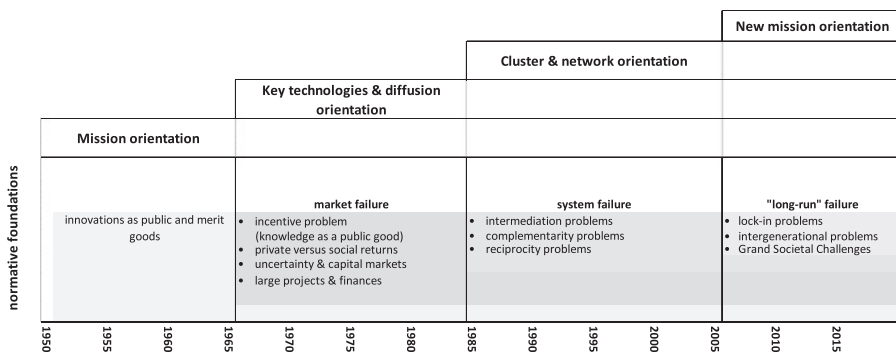 New mission orientation
Cluster & network orientation
Key technologies & diffusion
orientation
Mission orientation
normative foundations
innovations as public and merit
goods
market failure
• incentive problem
(knowledge as a public good)
• private versus social returns
• uncertainty & capital markets
• large projects & finances
system failure
• intermediation problems
• complementarity problems
• reciprocity problems
"long-run" failure
• lock-in problems
• intergenerational problems
• Grand Societal Challenges
1950
1955
1960
1965
1970
1975
1980
1985
1990
1995
2000
2005
2010
2015